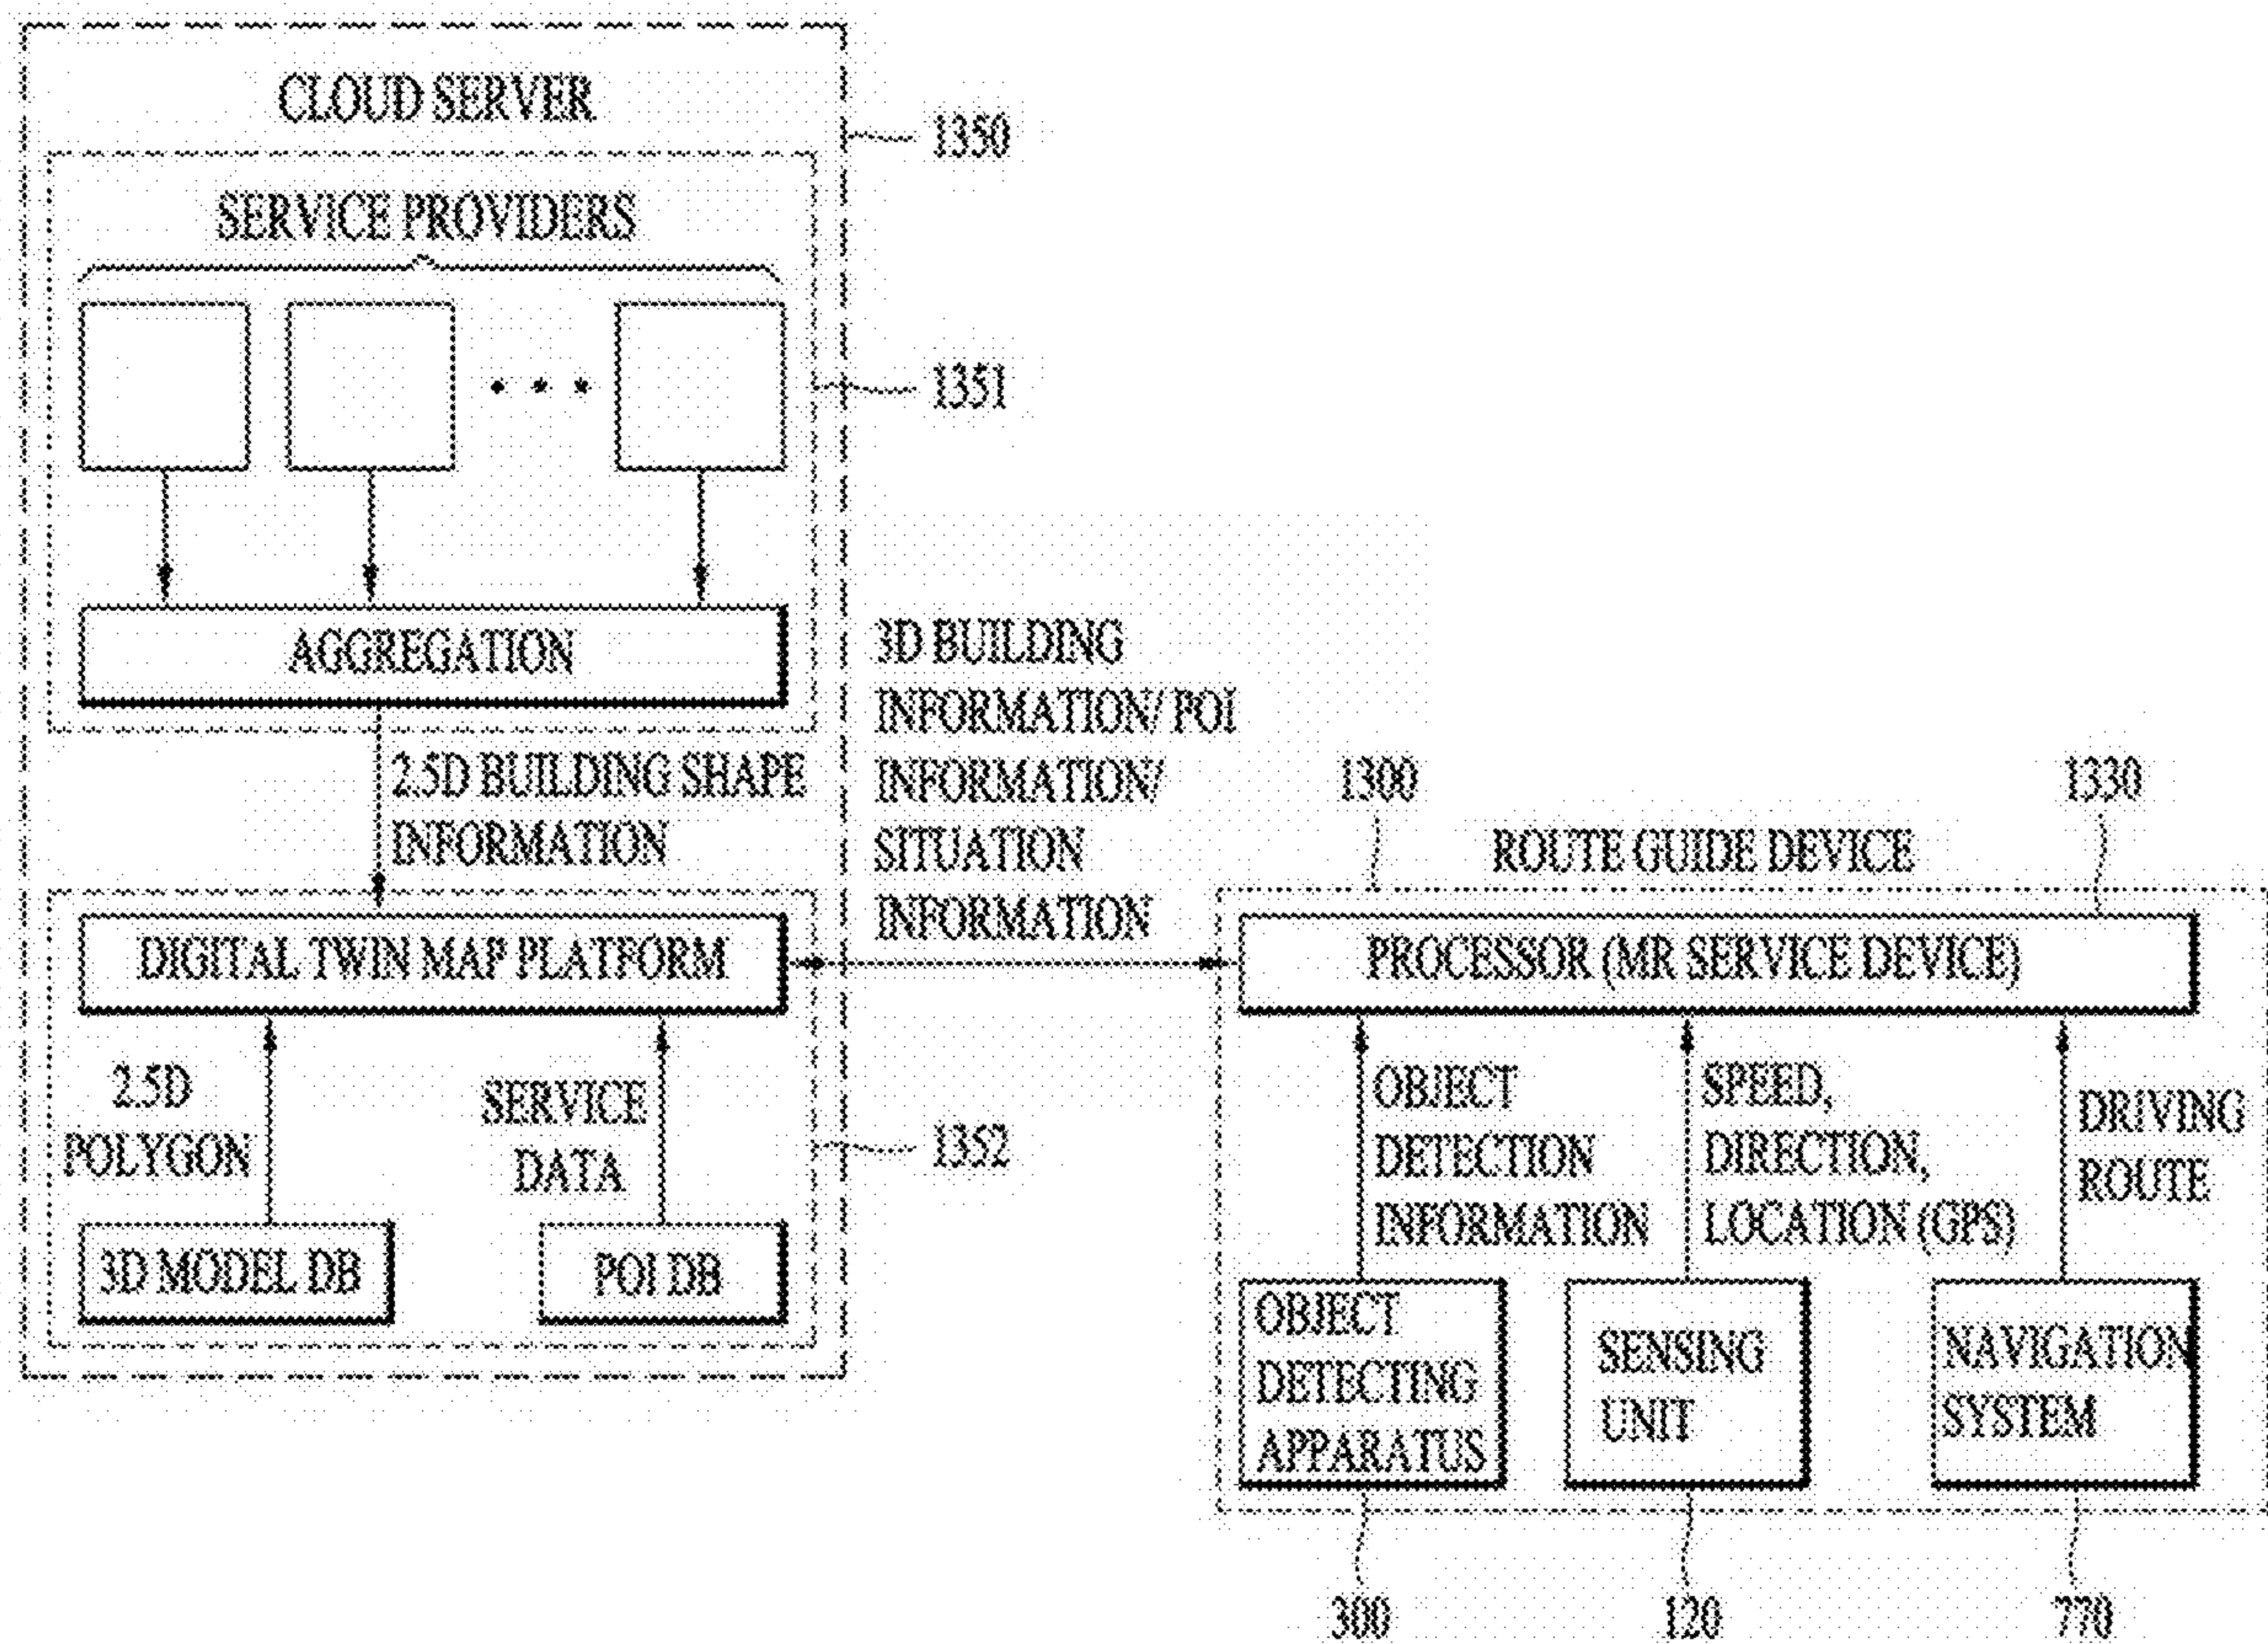 CLOUD SERVER
1350
SERVICE PROVIDERS
1351
AGGREGATION
2.5D BUILDING SHAPE
INFORMATION
3D BUILDING
INFORMATION/ POI
INFORMATION/
SITUATION
INFORMATION
DIGITAL TWIN MAP PLATFORM
2.5D
POLYGON
SERVICE
DATA
1352
3D MODEL DB
POI DB
1300
1330
ROUTE GUIDE DEVICE
PROCESSOR (MR SERVICE DEVICE)
OBJECT
DETECTION
INFORMATION
SPEED,
DIRECTION,
LOCATION (GPS)
DRIVING
ROUTE
OBJECT
DETECTING
APPARATUS
SENSING
UNIT
NAVIGATION
SYSTEM
300
120
770